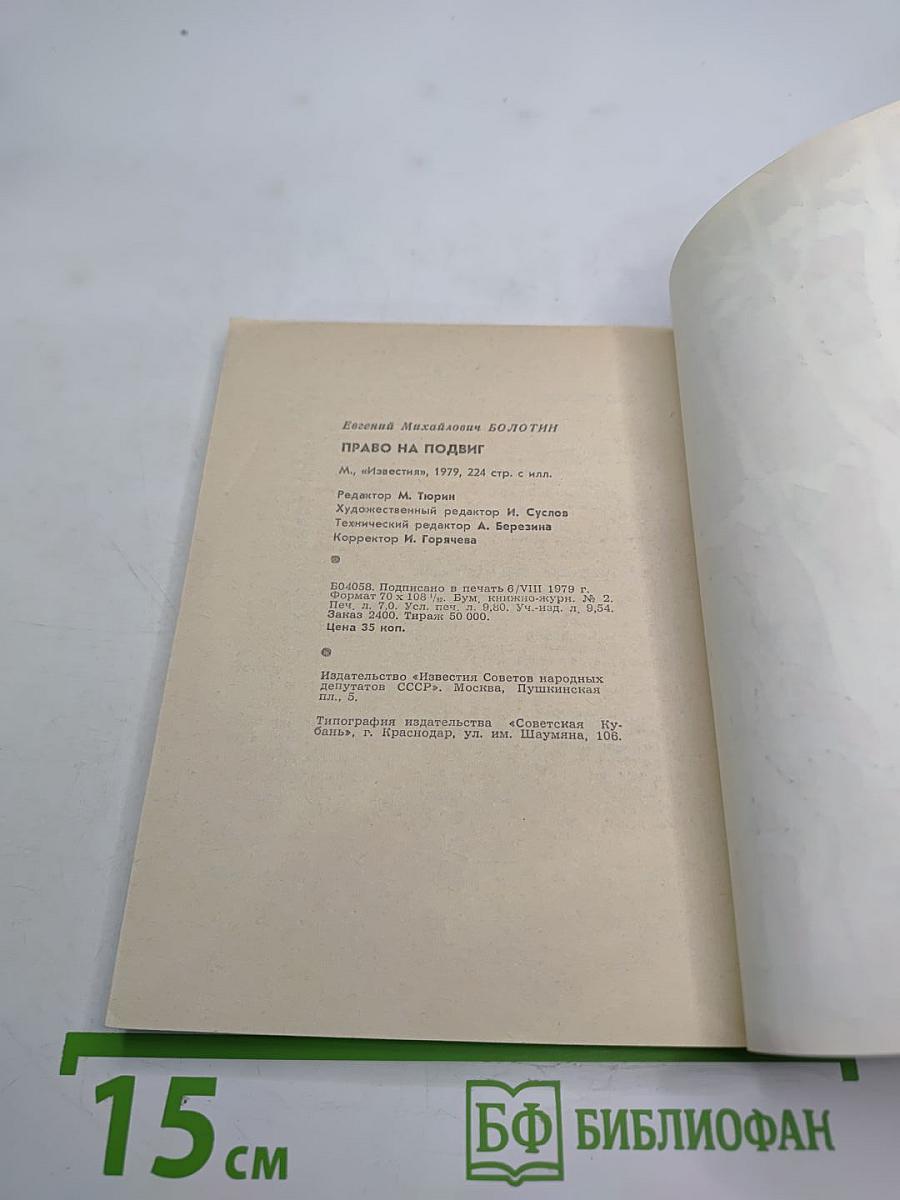 Евгений Михайлович БОЛОТИН
ПРАВО НА ПОДВИГ
М., «Известия», 1979, 224 стр. с илл.
Редактор М. Тюрин
Художественный редактор И. Суслов
Технический редактор А. Березина
Корректор И. Горячева
Б04058. Подписано в печать 6/VIII 1979 г.
Формат 70 х 108 1/32. Бум. книжно-журн. № 2.
Печ. л. 7,0. Усл. печ. л. 9,80. Уч.-изд. л. 9,54.
Заказ 2400. Тираж 50 000.
Цена 35 коп.
Издательство «Известия Советов народных
депутатов СССР». Москва, Пушкинская
пл., 5.
Типография издательства «Советская Ку-
бань», г. Краснодар, ул. им. Шаумяна, 106.
15 см
БФ БИБЛИОФАН